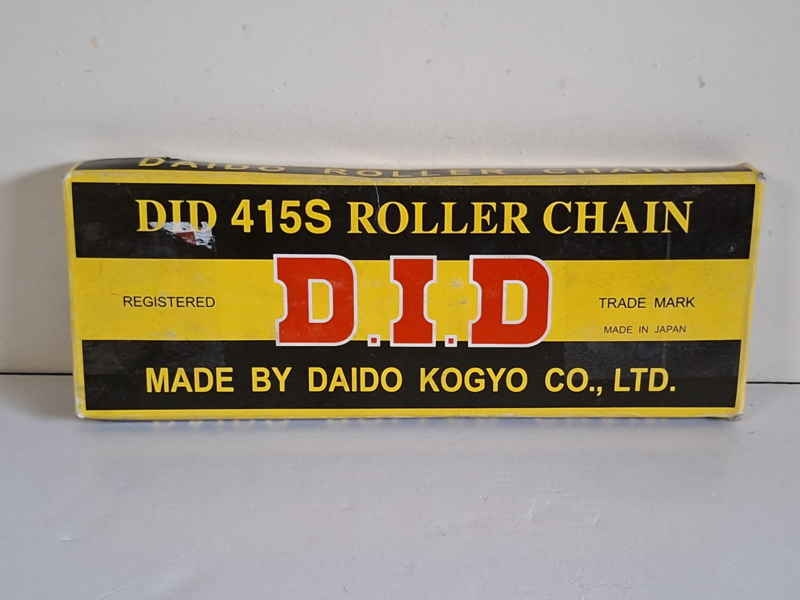 DAIDO ROLLER CHAIN
DID 415S ROLLER CHAIN
REGISTERED
D.I.D
TRADE MARK
MADE IN JAPAN
MADE BY DAIDO KOGYO CO., LTD.